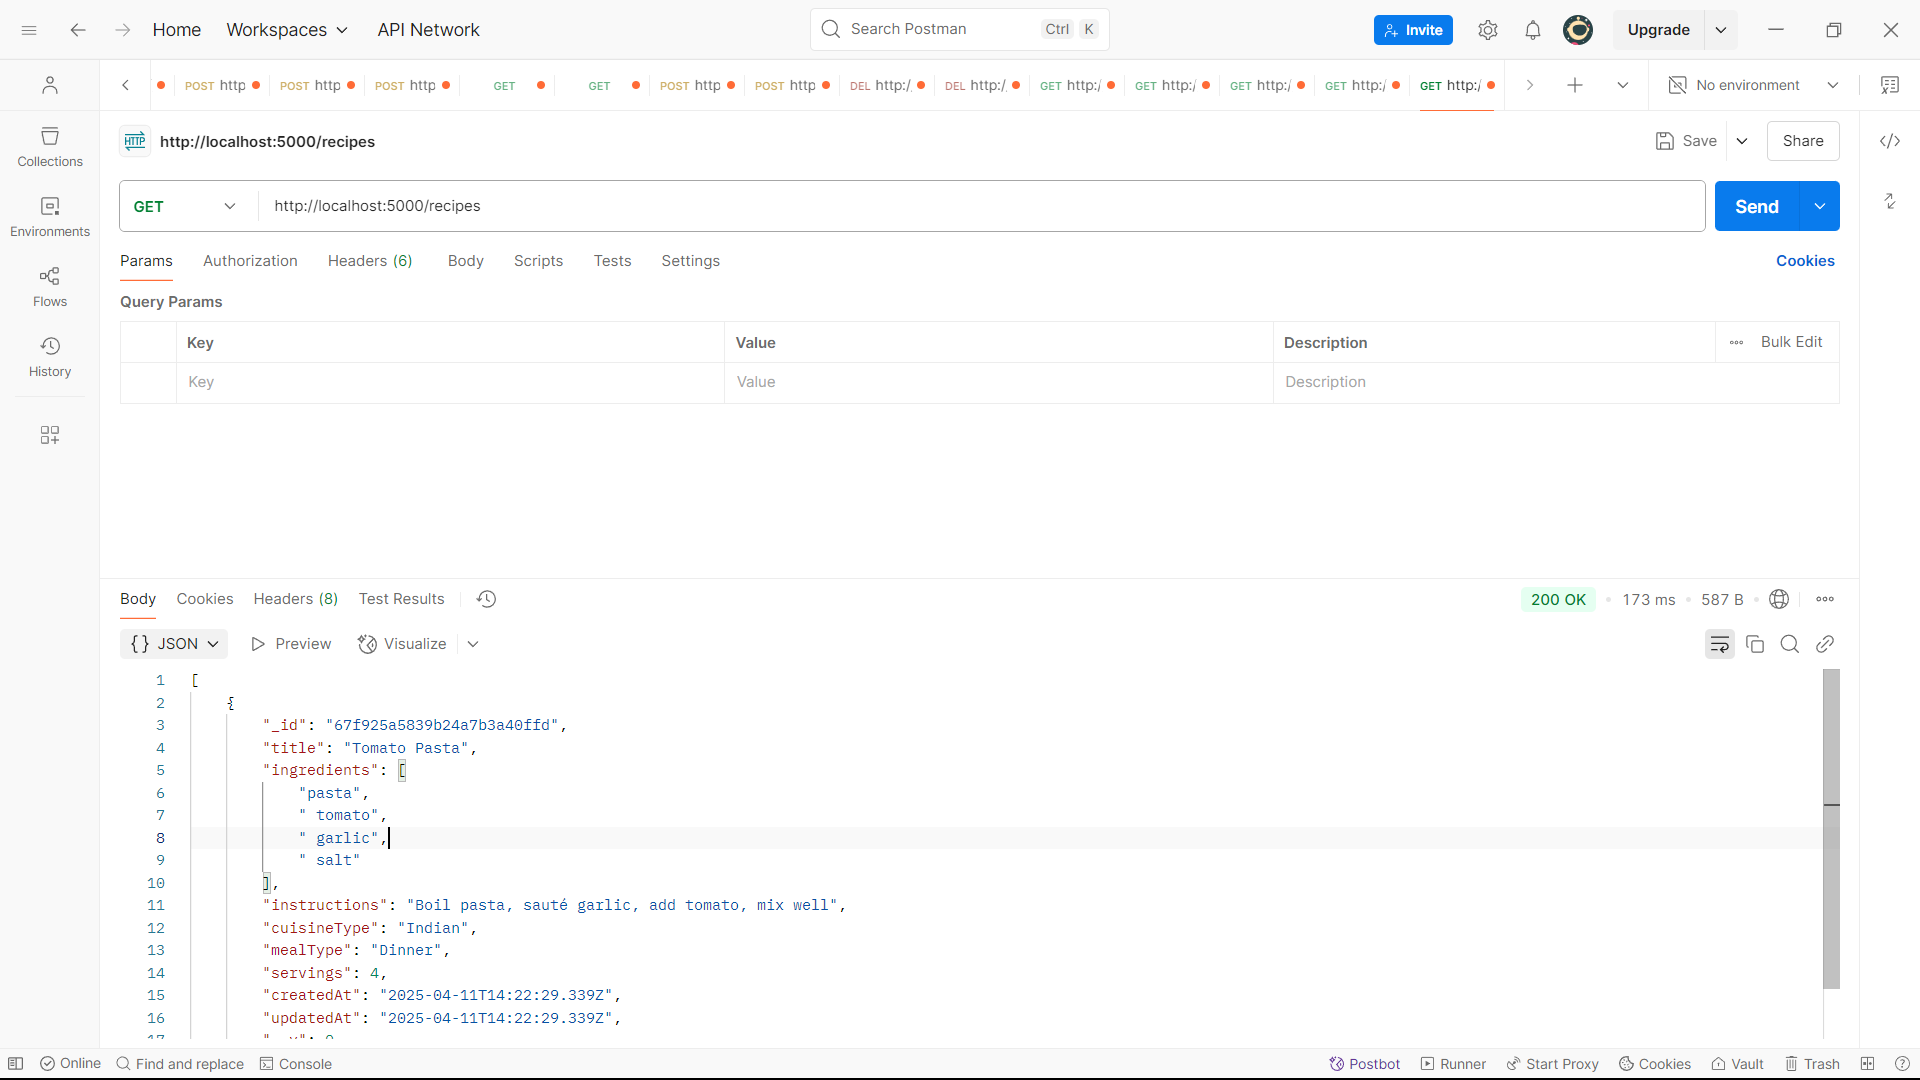 Home Workspaces API Network Search Postman Ctrl K Invite Upgrade
POST http POST http POST http GET GET POST http POST http DEL http:/ DEL http:/ GET http:/ GET http:/ GET http:/ GET http:/ GET http:/ No environment
Collections
Environments
Flows
History
HTTP http://localhost:5000/recipes Save Share
GET http://localhost:5000/recipes Send
Params Authorization Headers (6) Body Scripts Tests Settings Cookies
Query Params
Key Value Description Bulk Edit
Key Value Description
Body Cookies Headers (8) Test Results 200 OK 173 ms 587 B
{} JSON Preview Visualize
1 [
2 {
3 "_id": "67f925a5839b24a7b3a40ffd",
4 "title": "Tomato Pasta",
5 "ingredients": [
6 "pasta",
7 " tomato",
8 " garlic",
9 " salt"
10 ],
11 "instructions": "Boil pasta, sauté garlic, add tomato, mix well",
12 "cuisineType": "Indian",
13 "mealType": "Dinner",
14 "servings": 4,
15 "createdAt": "2025-04-11T14:22:29.339Z",
16 "updatedAt": "2025-04-11T14:22:29.339Z",
Online Find and replace Console Postbot Runner Start Proxy Cookies Vault Trash